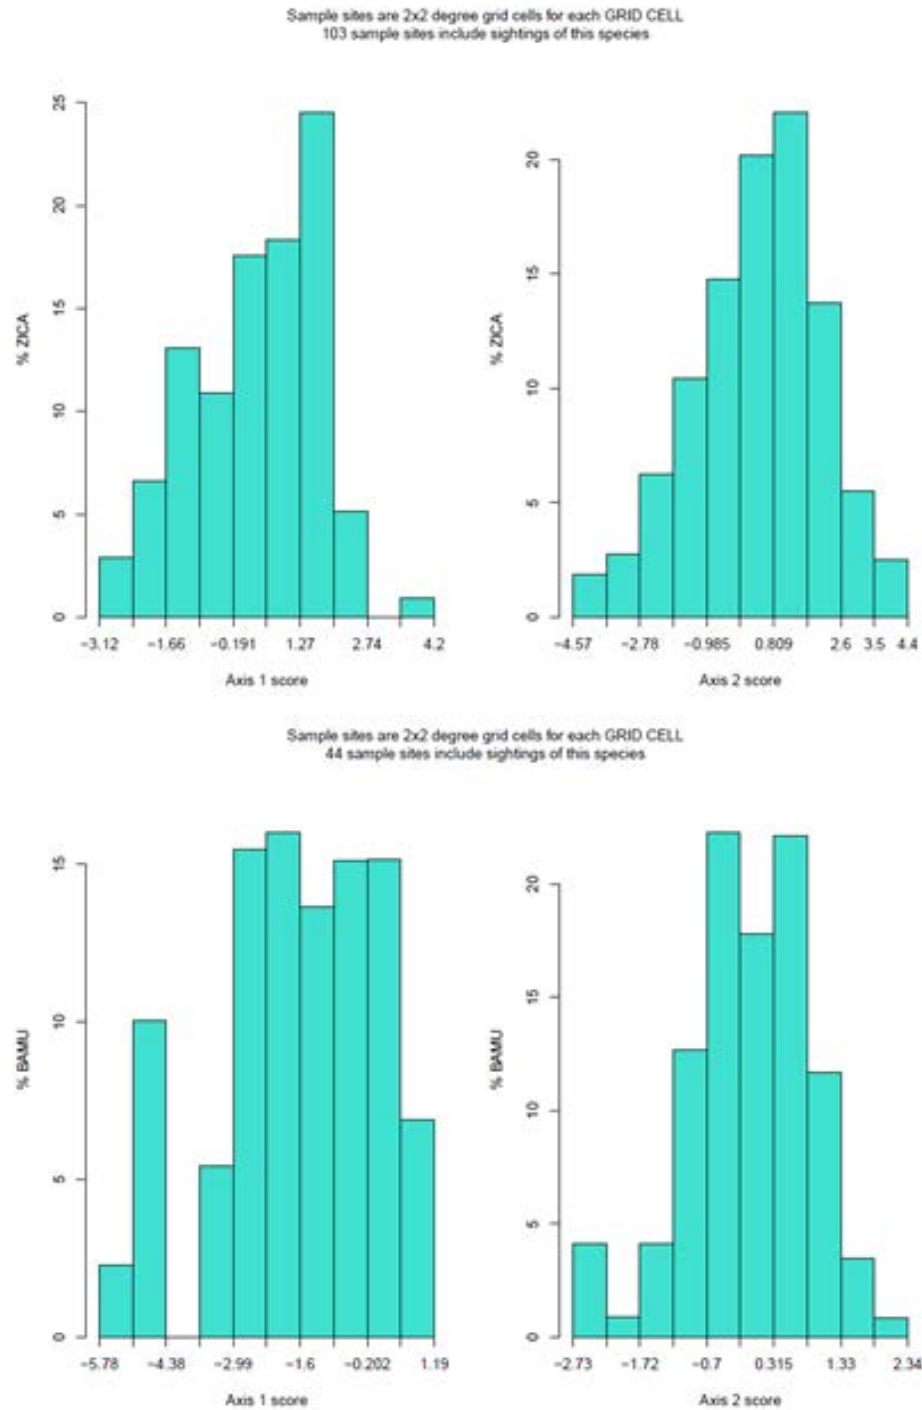 Sample sites are 2x2 degree grid cells for each GRID CELL
103 sample sites include sightings of this species
% ZICA
0 5 10 15 20 25
−3.12 −1.66 −0.191 1.27 2.74 4.2
Axis 1 score
% ZICA
0 5 10 15 20
−4.57 −2.78 −0.985 0.809 2.6 3.5 4.4
Axis 2 score
Sample sites are 2x2 degree grid cells for each GRID CELL
44 sample sites include sightings of this species
% BAMU
0 5 10 15
−5.78 −4.38 −2.99 −1.6 −0.202 1.19
Axis 1 score
% BAMU
0 5 10 15 20
−2.73 −1.72 −0.7 0.315 1.33 2.34
Axis 2 score